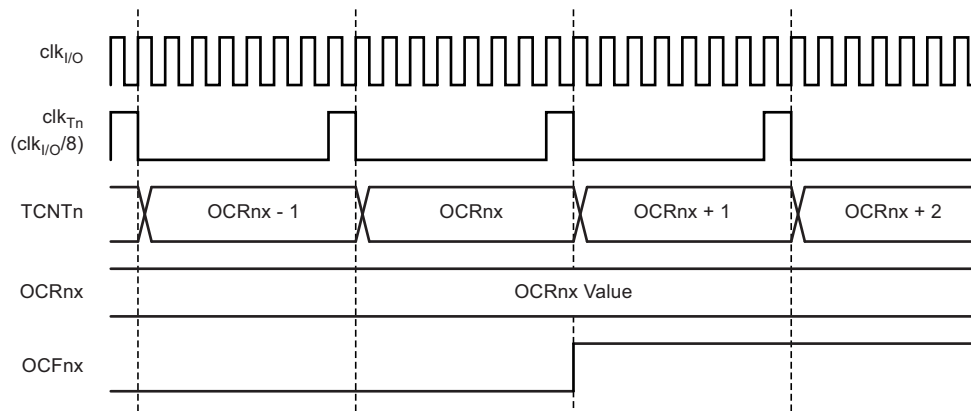 clkI/O
clkTn
(clkI/O/8)
TCNTn OCRnx - 1 OCRnx OCRnx + 1 OCRnx + 2
OCRnx OCRnx Value
OCFnx